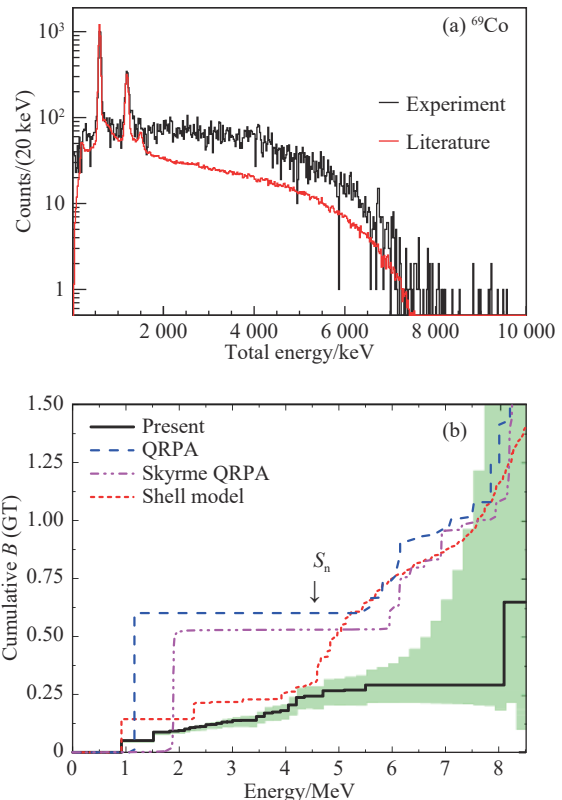 (a) ⁶⁹Co
10³
10²
10
1
Counts/(20 keV)
Experiment
Literature
2 000 4 000 6 000 8 000 10 000
Total energy/keV
(b)
1.50
1.25
1.00
0.75
0.50
0.25
0
Cumulative B (GT)
Present
QRPA
Skyrme QRPA
Shell model
Sₙ
0 1 2 3 4 5 6 7 8
Energy/MeV